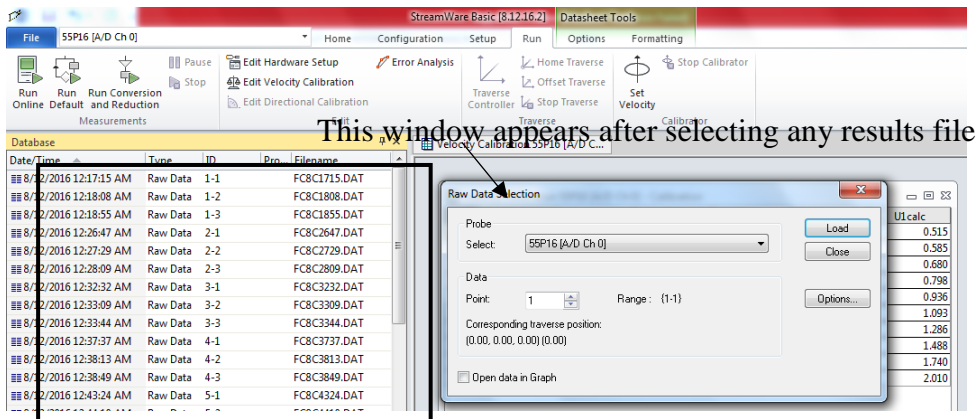 StreamWare Basic [8.12.16.2] Datasheet Tools
File 55P16 [A/D Ch 0] Home Configuration Setup Run Options Formatting
Run Online
Run Default
Run Conversion and Reduction
Pause
Stop
Measurements
Edit Hardware Setup
Edit Velocity Calibration
Edit Directional Calibration
Edit
Error Analysis
Traverse Controller
Home Traverse
Offset Traverse
Stop Traverse
Traverse
Set Velocity
Stop Calibrator
Calibrator
This window appears after selecting any results file
Database
Velocity Calibration 55P16 [A/D C...
Date/Time Type ID Pro... Filename
8/12/2016 12:17:15 AM Raw Data 1-1 FC8C1715.DAT
8/12/2016 12:18:08 AM Raw Data 1-2 FC8C1808.DAT
8/12/2016 12:18:55 AM Raw Data 1-3 FC8C1855.DAT
8/12/2016 12:26:47 AM Raw Data 2-1 FC8C2647.DAT
8/12/2016 12:27:29 AM Raw Data 2-2 FC8C2729.DAT
8/12/2016 12:28:09 AM Raw Data 2-3 FC8C2809.DAT
8/12/2016 12:32:32 AM Raw Data 3-1 FC8C3232.DAT
8/12/2016 12:33:09 AM Raw Data 3-2 FC8C3309.DAT
8/12/2016 12:33:44 AM Raw Data 3-3 FC8C3344.DAT
8/12/2016 12:37:37 AM Raw Data 4-1 FC8C3737.DAT
8/12/2016 12:38:13 AM Raw Data 4-2 FC8C3813.DAT
8/12/2016 12:38:49 AM Raw Data 4-3 FC8C3849.DAT
8/12/2016 12:43:24 AM Raw Data 5-1 FC8C4324.DAT
Raw Data Selection
Probe
Select: 55P16 [A/D Ch 0]
Load
Close
Data
Point: 1 Range : {1-1}
Options...
Corresponding traverse position:
(0.00, 0.00, 0.00) (0.00)
Open data in Graph
U1calc
0.515
0.585
0.680
0.798
0.936
1.093
1.286
1.488
1.740
2.010